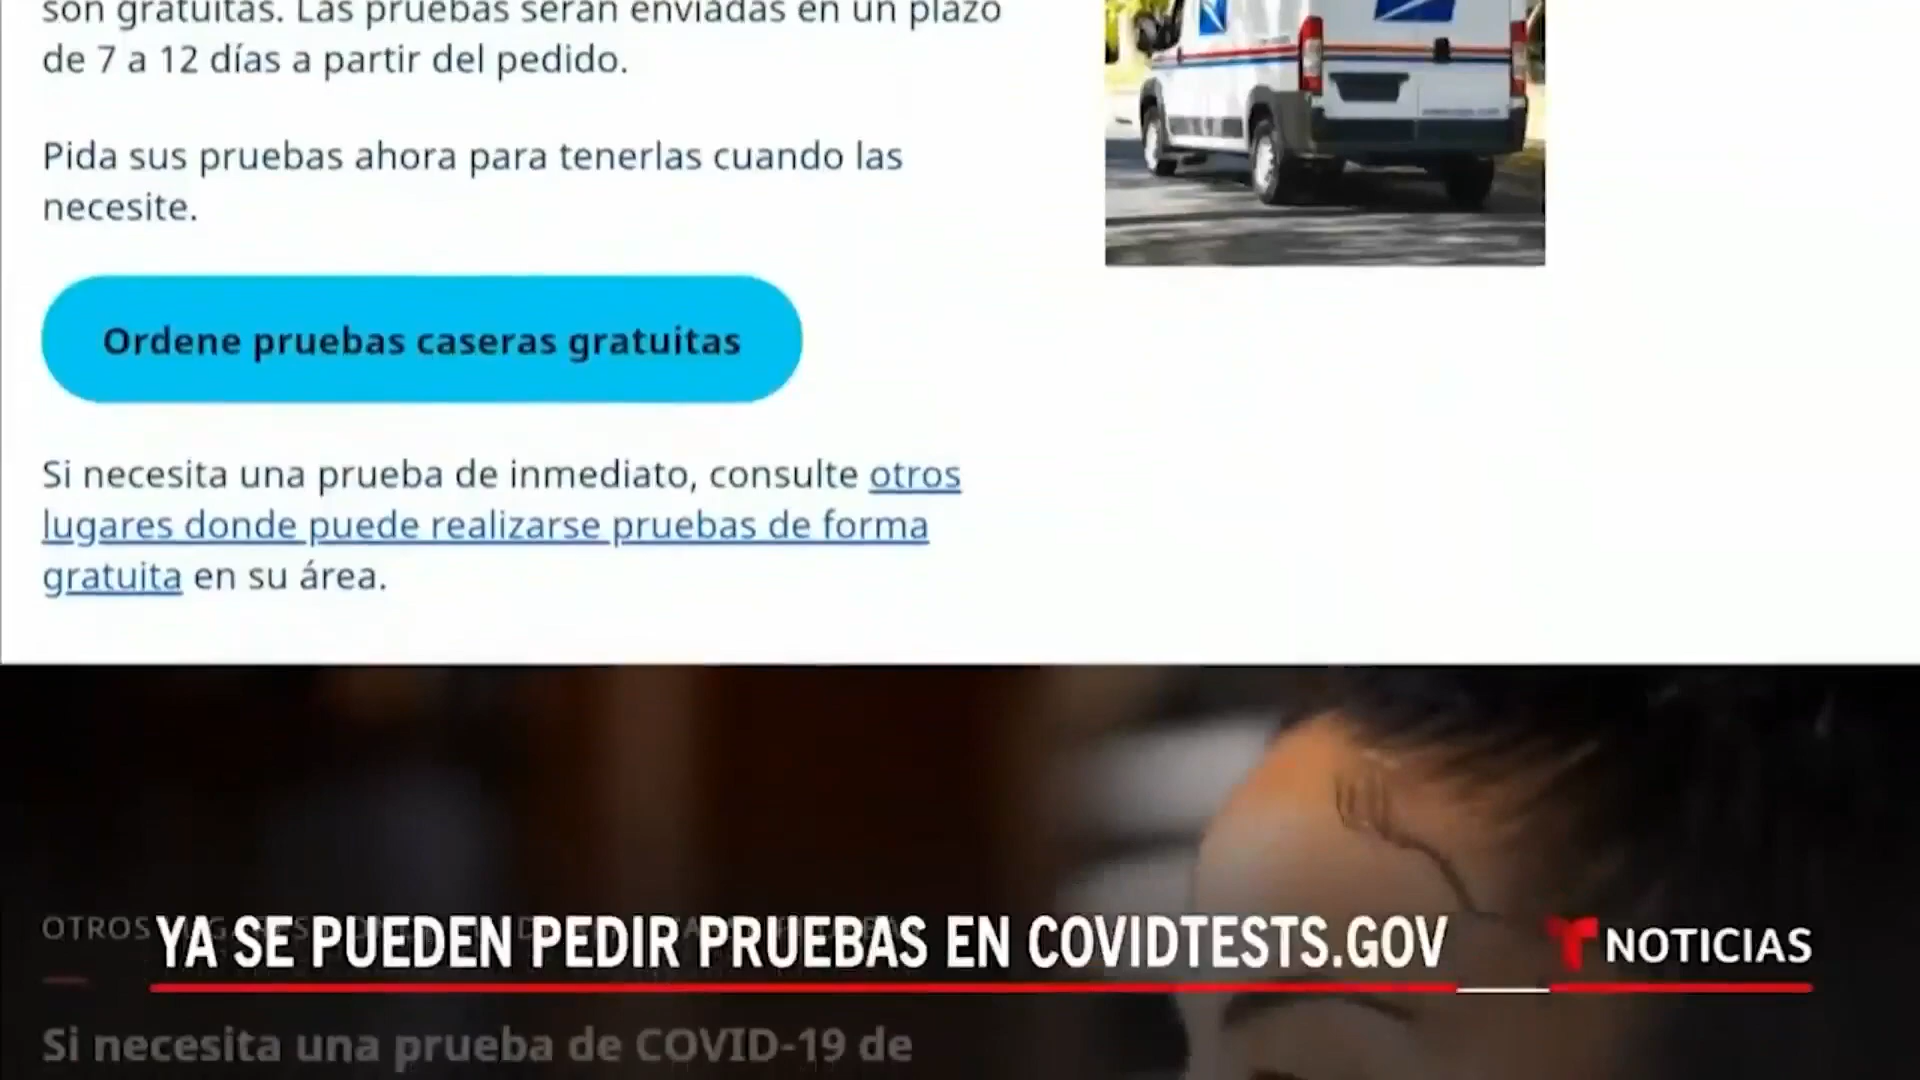 son gratuitas. Las pruebas serán enviadas en un plazo
de 7 a 12 días a partir del pedido.
Pida sus pruebas ahora para tenerlas cuando las
necesite.
Ordene pruebas caseras gratuitas
Si necesita una prueba de inmediato, consulte otros
lugares donde puede realizarse pruebas de forma
gratuita en su área.
OTROS
YA SE PUEDEN PEDIR PRUEBAS EN COVIDTESTS.GOV
NOTICIAS
Si necesita una prueba de COVID-19 de